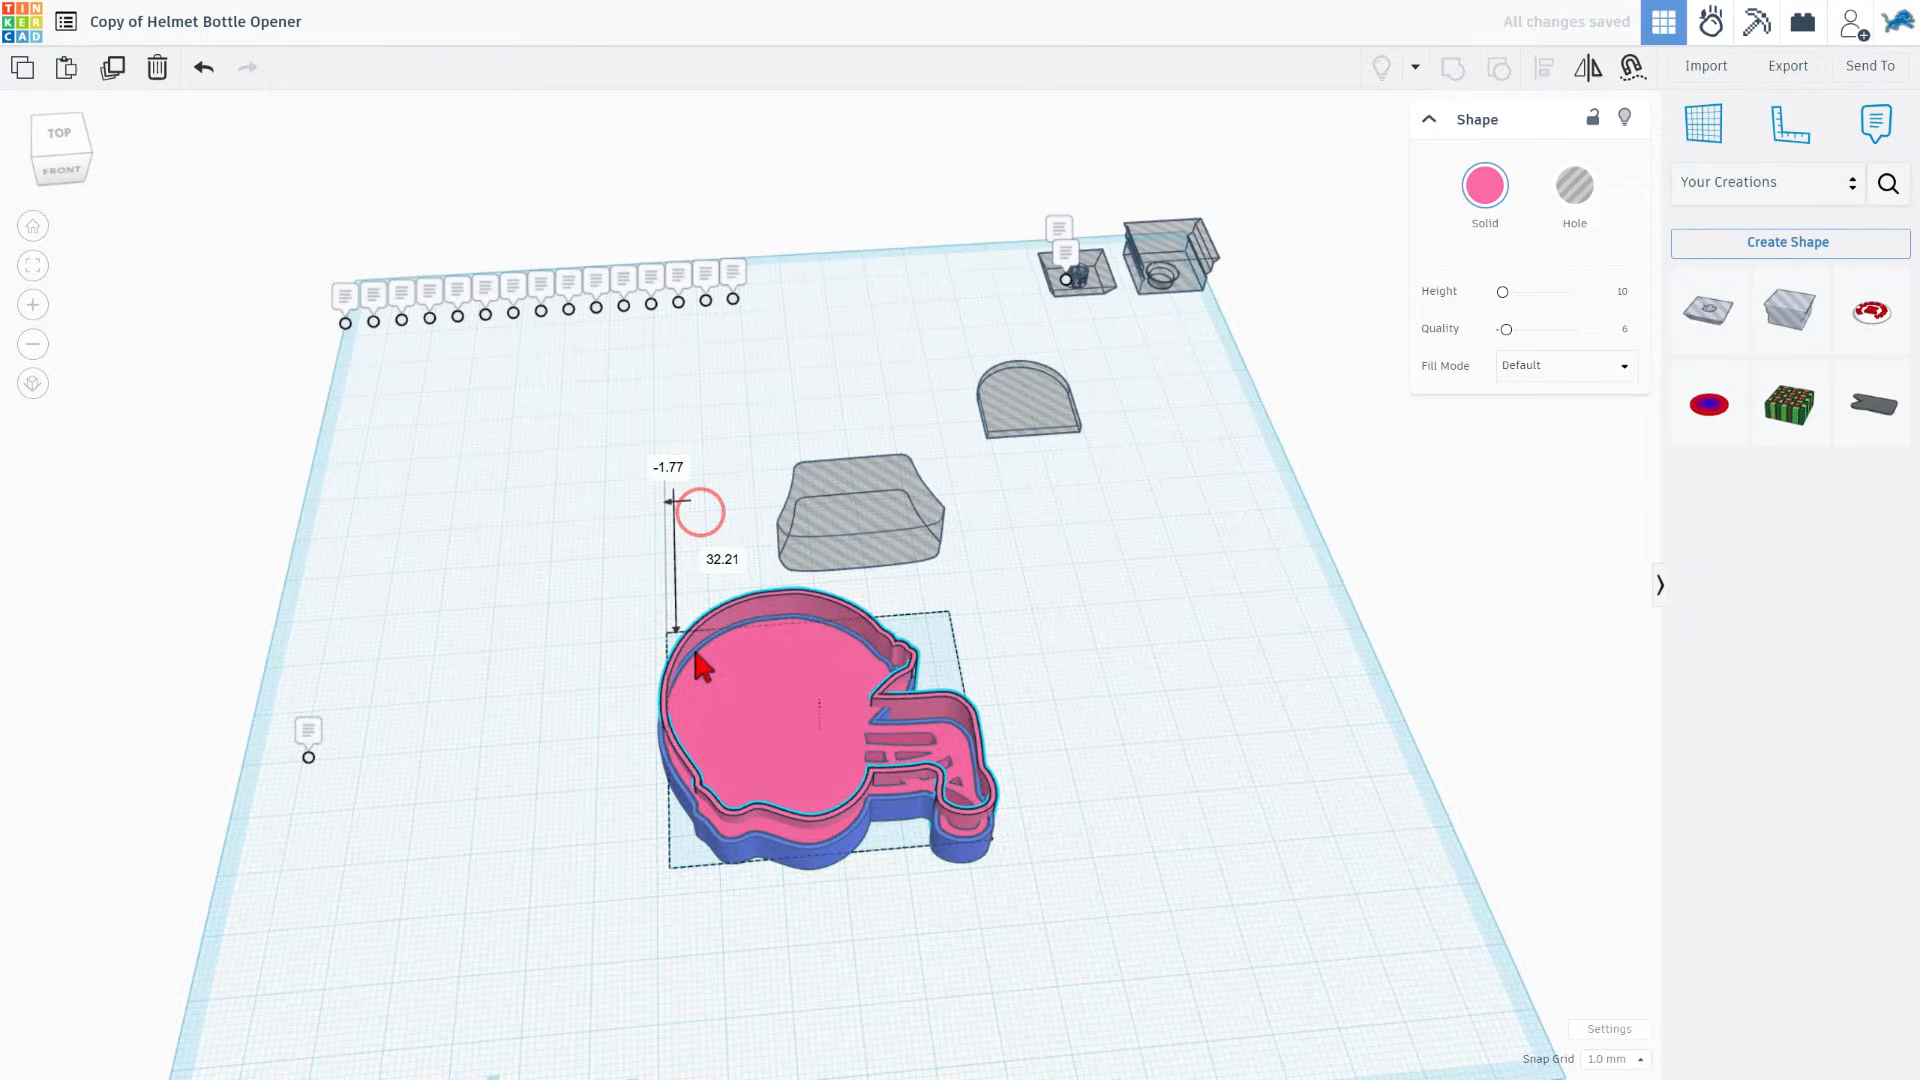 TIN
KER
CAD
Copy of Helmet Bottle Opener
All changes saved
Import
Export
Send To
TOP
FRONT
Shape
Solid
Hole
Height
10
Quality
6
Fill Mode
Default
Your Creations
Create Shape
-1.77
32.21
Settings
Snap Grid
1.0 mm